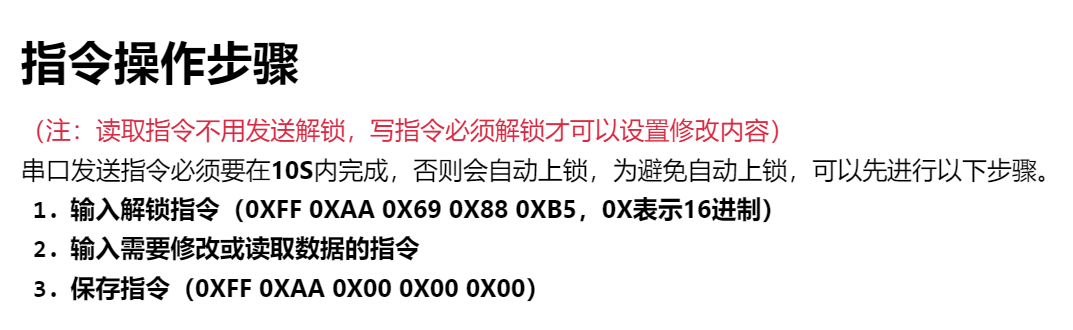 指令操作步骤
（注：读取指令不用发送解锁，写指令必须解锁才可以设置修改内容）
串口发送指令必须要在10S内完成，否则会自动上锁，为避免自动上锁，可以先进行以下步骤。
1. 输入解锁指令（0XFF 0XAA 0X69 0X88 0XB5，0X表示16进制）
2. 输入需要修改或读取数据的指令
3. 保存指令（0XFF 0XAA 0X00 0X00 0X00）